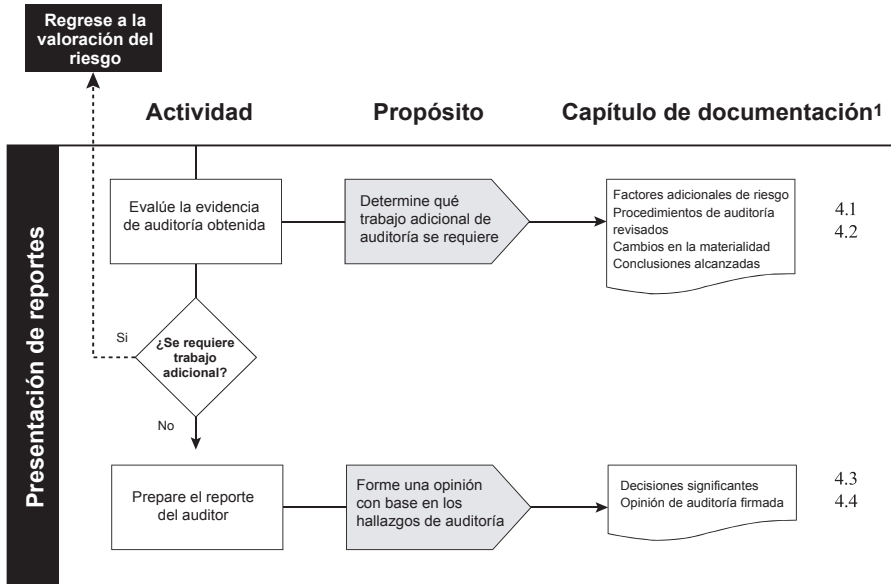 Regrese a la
valoración del
riesgo
Actividad
Propósito
Capítulo de documentación1
Presentación de reportes
Evalúe la evidencia
de auditoría obtenida
Determine qué
trabajo adicional de
auditoría se requiere
Factores adicionales de riesgo
Procedimientos de auditoría
revisados
Cambios en la materialidad
Conclusiones alcanzadas
4.1
4.2
Si
¿Se requiere
trabajo
adicional?
No
Prepare el reporte
del auditor
Forme una opinión
con base en los
hallazgos de auditoría
Decisiones significantes
Opinión de auditoría firmada
4.3
4.4